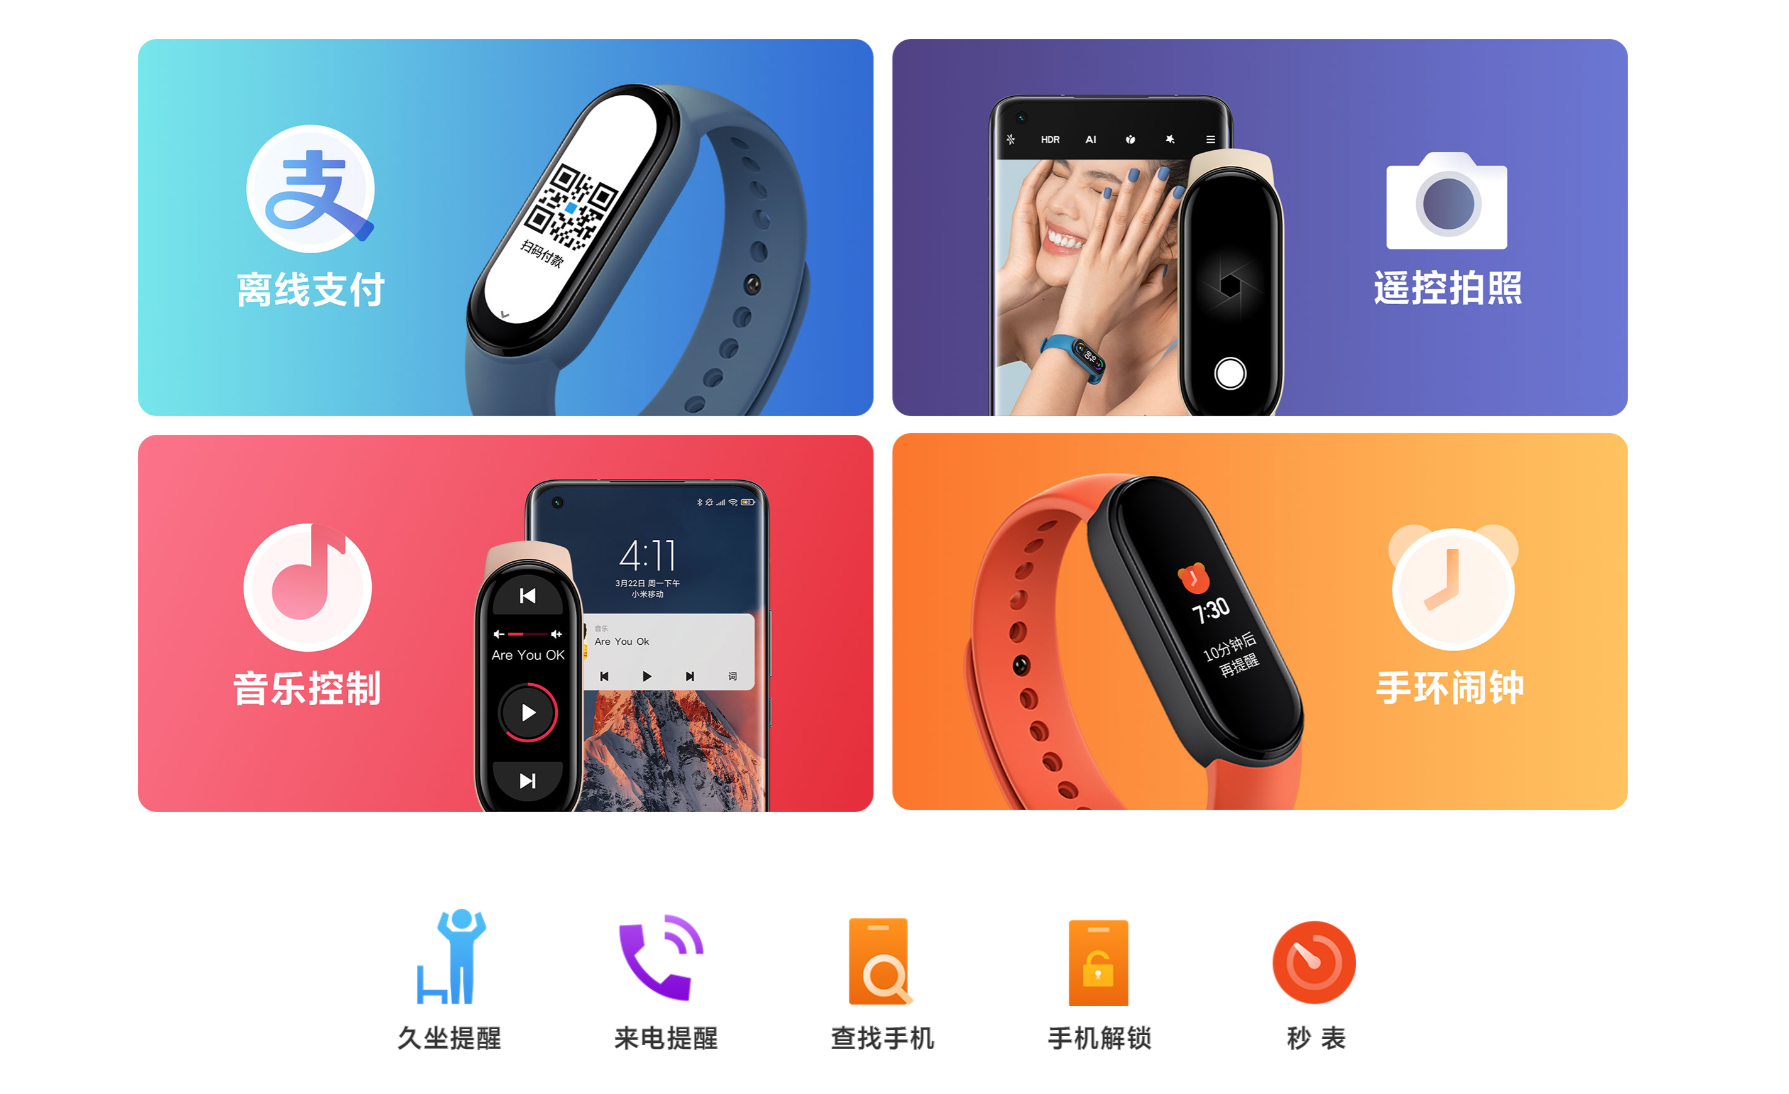 支
离线支付
扫码付款
HDR
AI
遥控拍照
音乐控制
Are You OK
4:11
3月22日 周一下午
小米移动
音乐
Are You Ok
词
7:30
10分钟后
再提醒
手环闹钟
久坐提醒
来电提醒
查找手机
手机解锁
秒 表